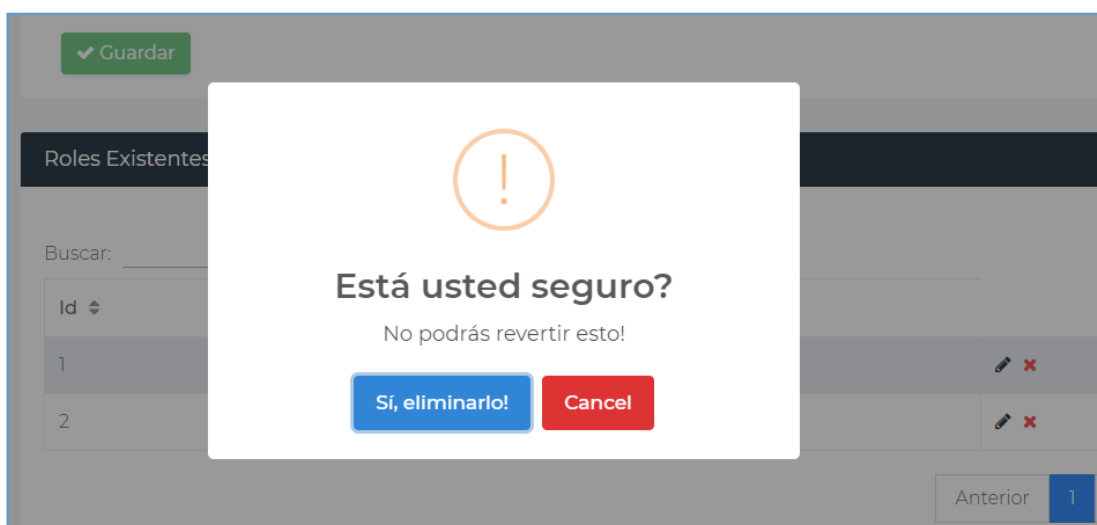 Guardar
Roles Existentes
Buscar:
Está usted seguro?
No podrás revertir esto!
Sí, eliminarlo! Cancel
Id
1
2
Anterior 1